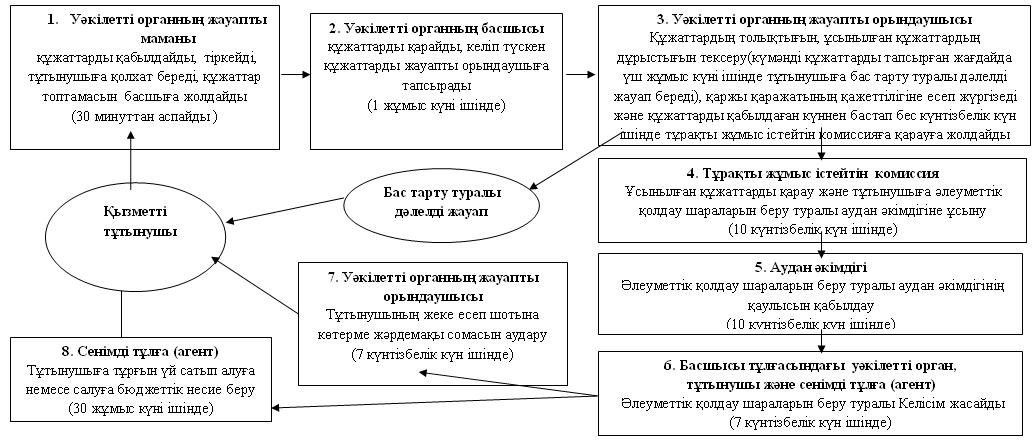 1. Уәкілетті органның жауапты
маманы
құжаттарды қабылдайды, тіркейді,
тұтынушыға қолхат береді, құжаттар
топтамасын басшыға жолдайды
(30 минуттан аспайды )
2. Уәкілетті органның басшысы
құжаттарды қарайды, келіп түскен
құжаттарды жауапты орындаушыға
тапсырады
(1 жұмыс күні ішінде)
3. Уәкілетті органның жауапты орындаушысы
Құжаттардың толықтығын, ұсынылған құжаттардың
дұрыстығын тексеру(күмәнді құжаттарды тапсырған жағдайда
үш жұмыс күні ішінде тұтынушыға бас тарту туралы дәлелді
жауап береді), қаржы қаражатының қажеттілігіне есеп жүргізеді
және құжаттарды қабылдаған күннен бастап бес күнтізбелік күн
ішінде тұрақты жұмыс істейтін комиссияға қарауға жолдайды
4. Тұрақты жұмыс істейтін комиссия
Ұсынылған құжаттарды қарау және тұтынушыға әлеуметтік
қолдау шараларын беру туралы аудан әкімдігіне ұсыну
(10 күнтізбелік күн ішінде)
Қызметті
тұтынушы
Бас тарту туралы
дәлелді жауап
5. Аудан әкімдігі
Әлеуметтік қолдау шараларын беру туралы аудан әкімдігінің
қаулысын қабылдау
(10 күнтізбелік күн ішінде)
7. Уәкілетті органның жауапты
орындаушысы
Тұтынушының жеке есеп шотына
көтерме жәрдемақы сомасын аудару
(7 күнтізбелік күн ішінде)
8. Сенімді тұлға (агент)
Тұтынушыға тұрғын үй сатып алуға
немесе салуға бюджеттік несие беру
(30 жұмыс күні ішінде)
6. Басшысы тұлғасындағы уәкілетті орган,
тұтынушы және сенімді тұлға (агент)
Әлеуметтік қолдау шараларын беру туралы Келісім жасайды
(7 күнтізбелік күн ішінде)